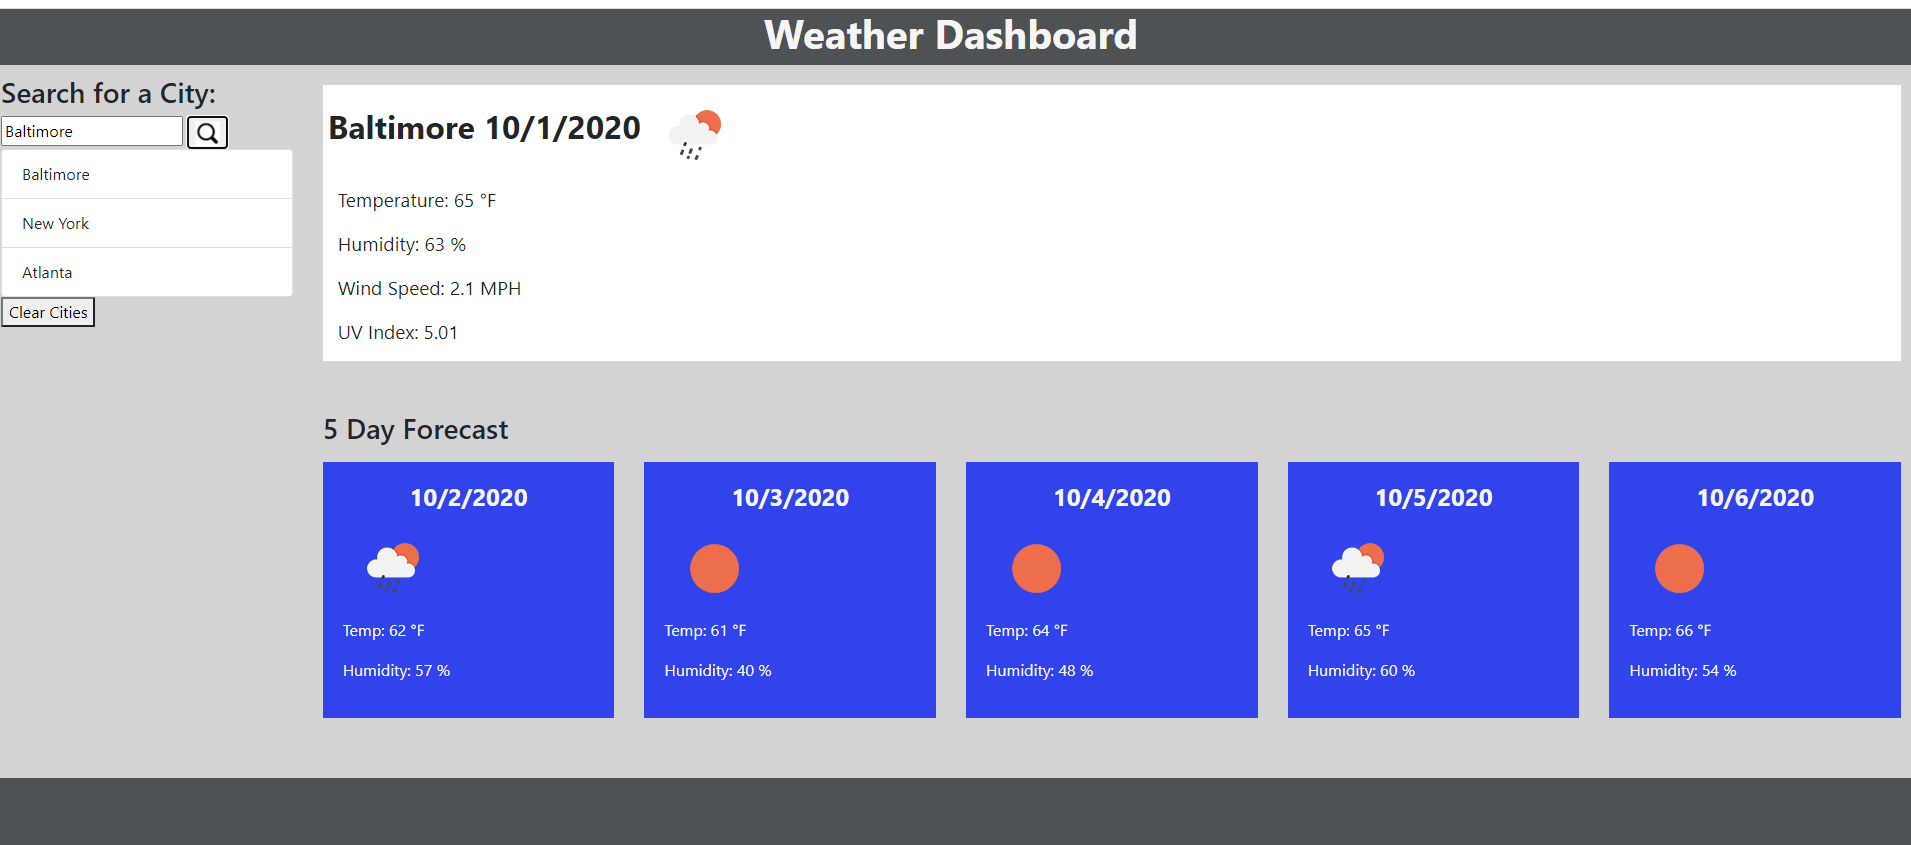 Weather Dashboard
Search for a City:
Baltimore
Baltimore
New York
Atlanta
Clear Cities
Baltimore 10/1/2020
Temperature: 65 °F
Humidity: 63 %
Wind Speed: 2.1 MPH
UV Index: 5.01
5 Day Forecast
10/2/2020
Temp: 62 °F
Humidity: 57 %
10/3/2020
Temp: 61 °F
Humidity: 40 %
10/4/2020
Temp: 64 °F
Humidity: 48 %
10/5/2020
Temp: 65 °F
Humidity: 60 %
10/6/2020
Temp: 66 °F
Humidity: 54 %